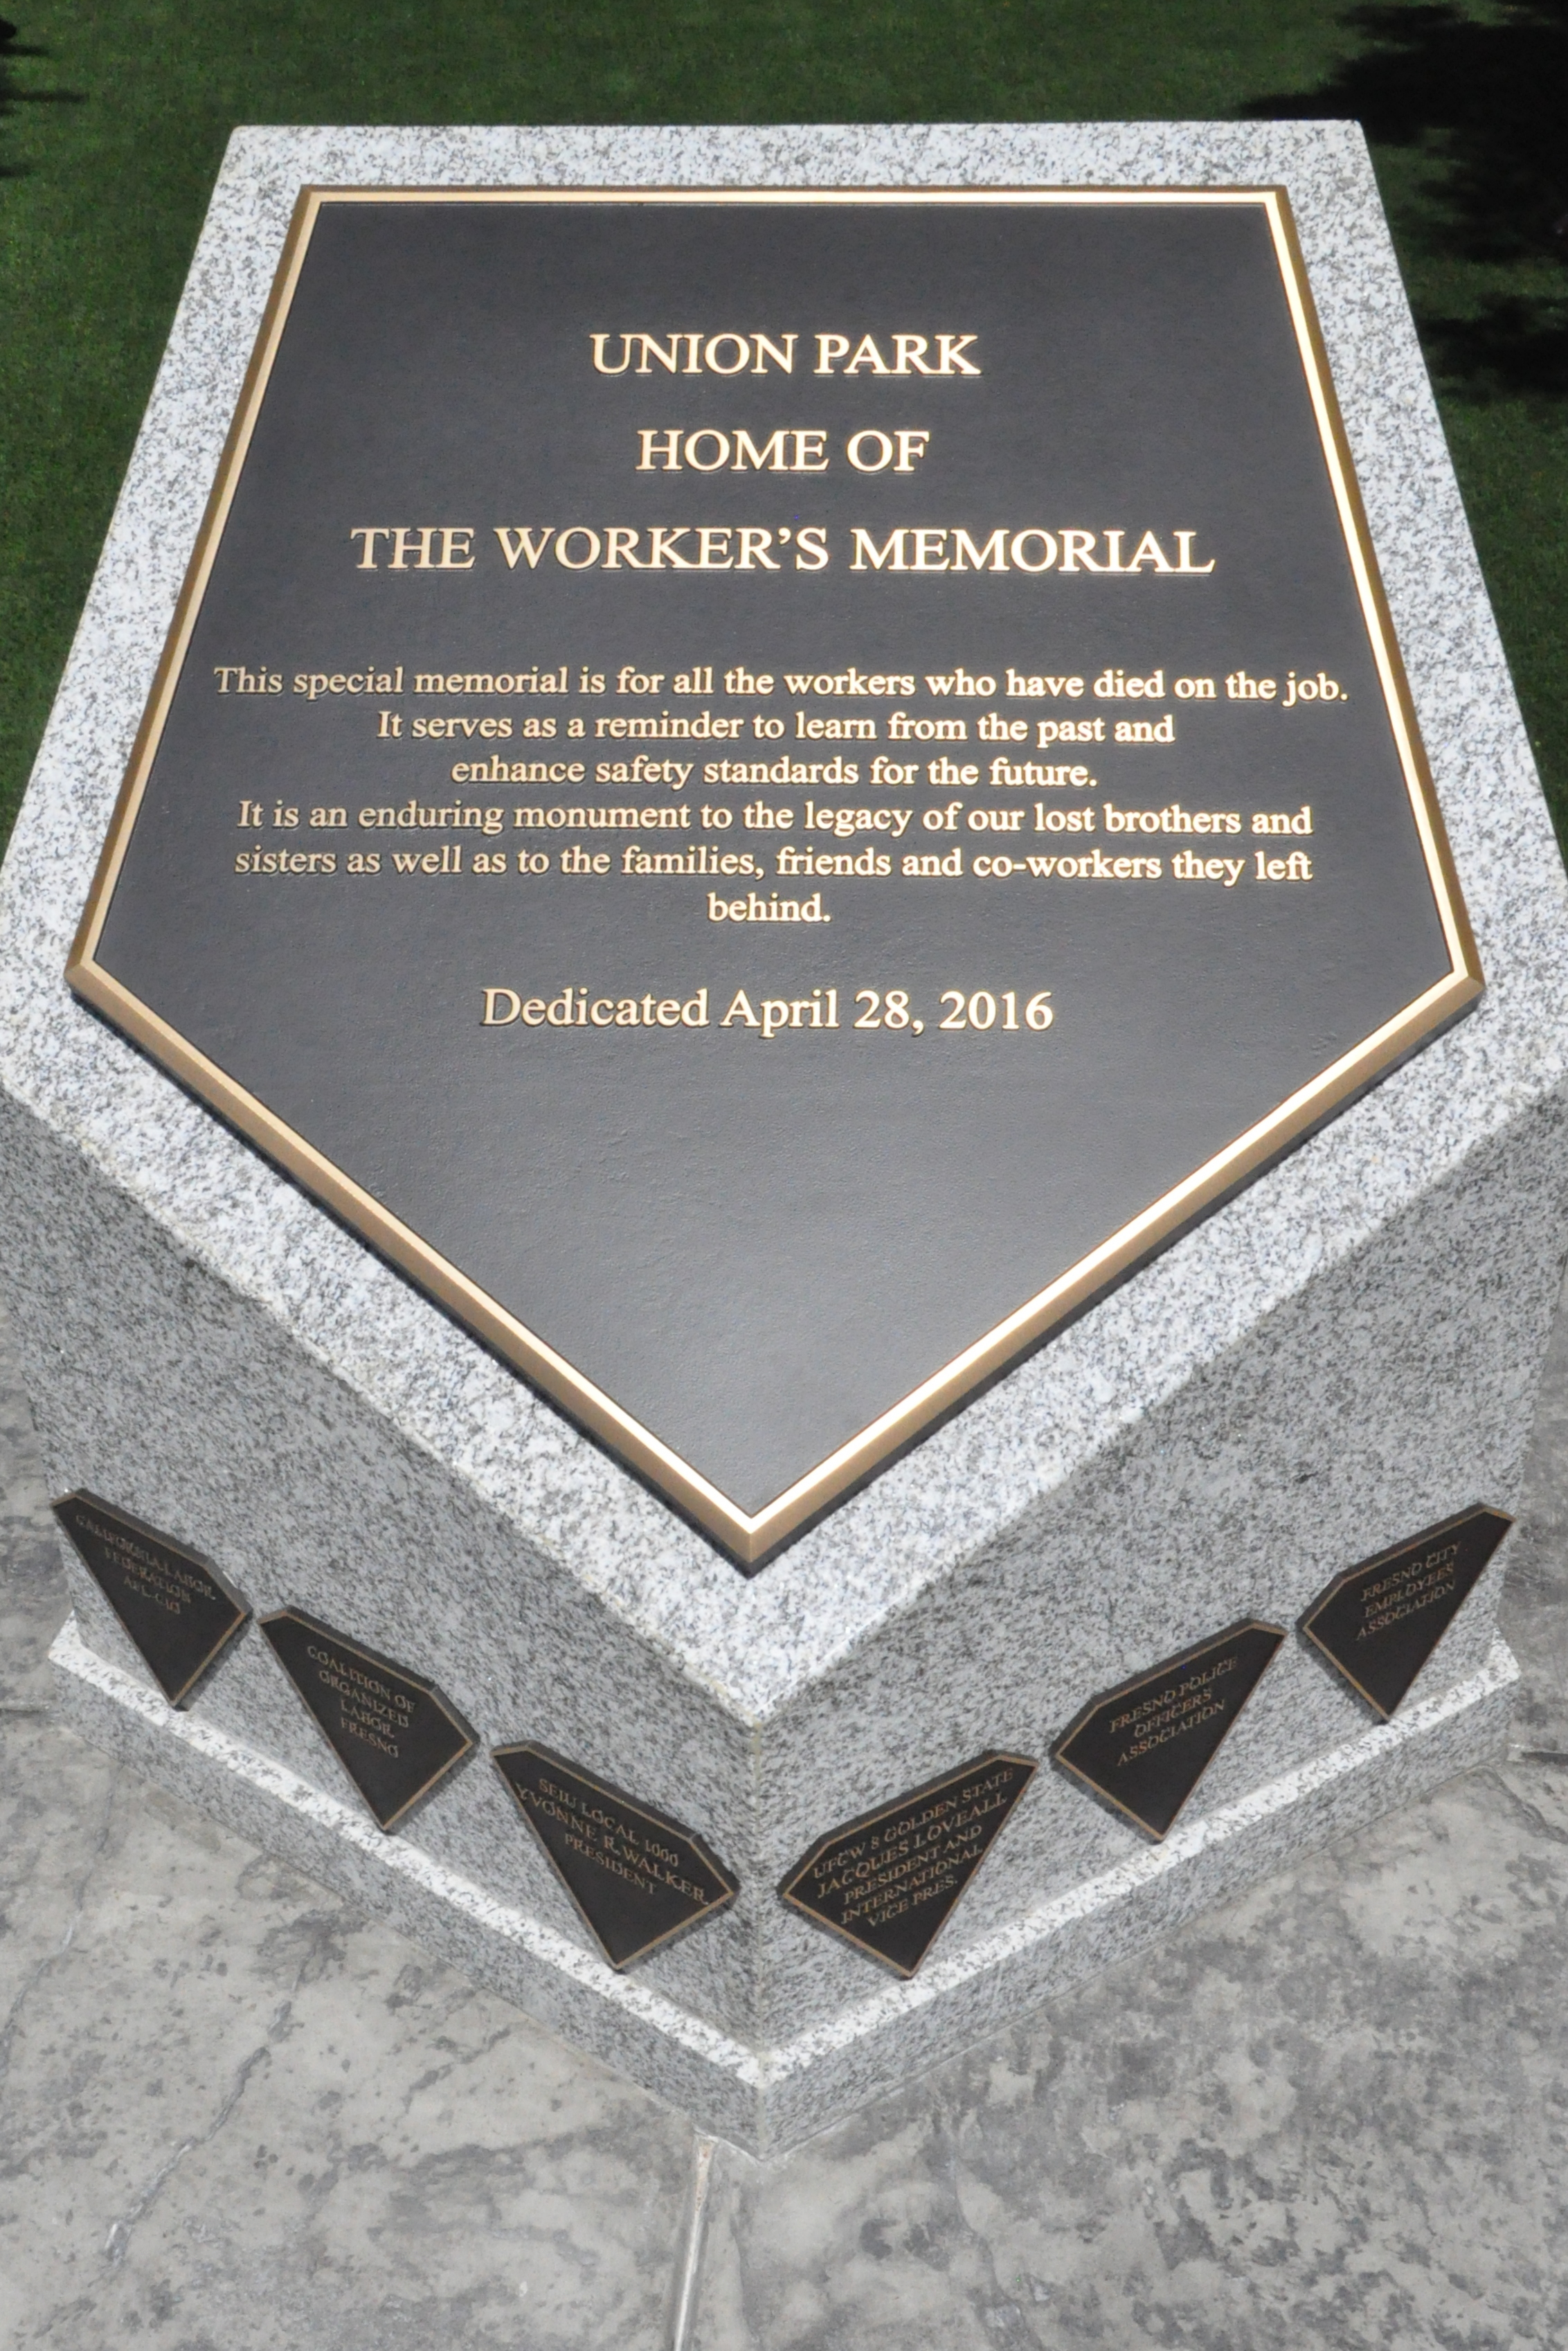 UNION PARK
HOME OF
THE WORKER'S MEMORIAL
This special memorial is for all the workers who have died on the job.
It serves as a reminder to learn from the past and
enhance safety standards for the future.
It is an enduring monument to the legacy of our lost brothers and
sisters as well as to the families, friends and co-workers they left
behind.
Dedicated April 28, 2016
CALIFORNIA LABOR
FEDERATION
AFL-CIO
COALITION OF
ORGANIZED
LABOR
FRESNO
SEIU LOCAL 1000
YVONNE R. WALKER
PRESIDENT
UFCW 8 GOLDEN STATE
JACQUES LOVEALL
PRESIDENT AND
INTERNATIONAL
VICE PRES.
FRESNO POLICE
OFFICERS
ASSOCIATION
FRESNO CITY
EMPLOYEES
ASSOCIATION